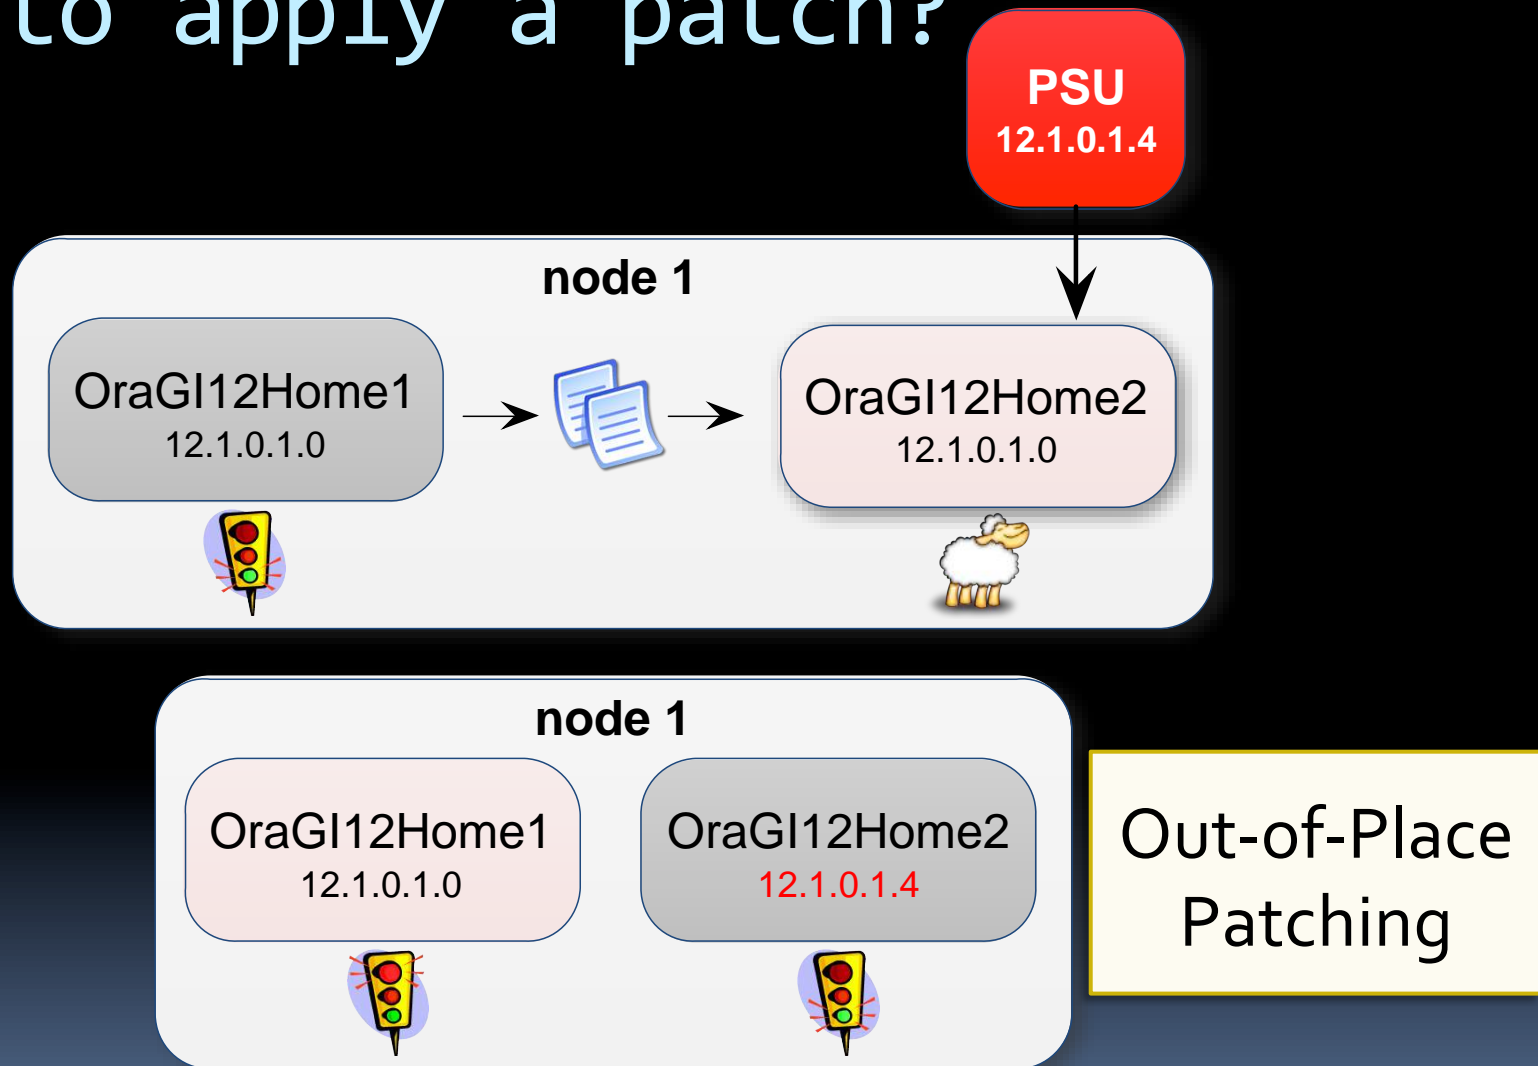 to apply a patch?
PSU
12.1.0.1.4
node 1
OraGI12Home1
12.1.0.1.0
OraGI12Home2
12.1.0.1.0
node 1
OraGI12Home1
12.1.0.1.0
OraGI12Home2
12.1.0.1.4
Out-of-Place
Patching